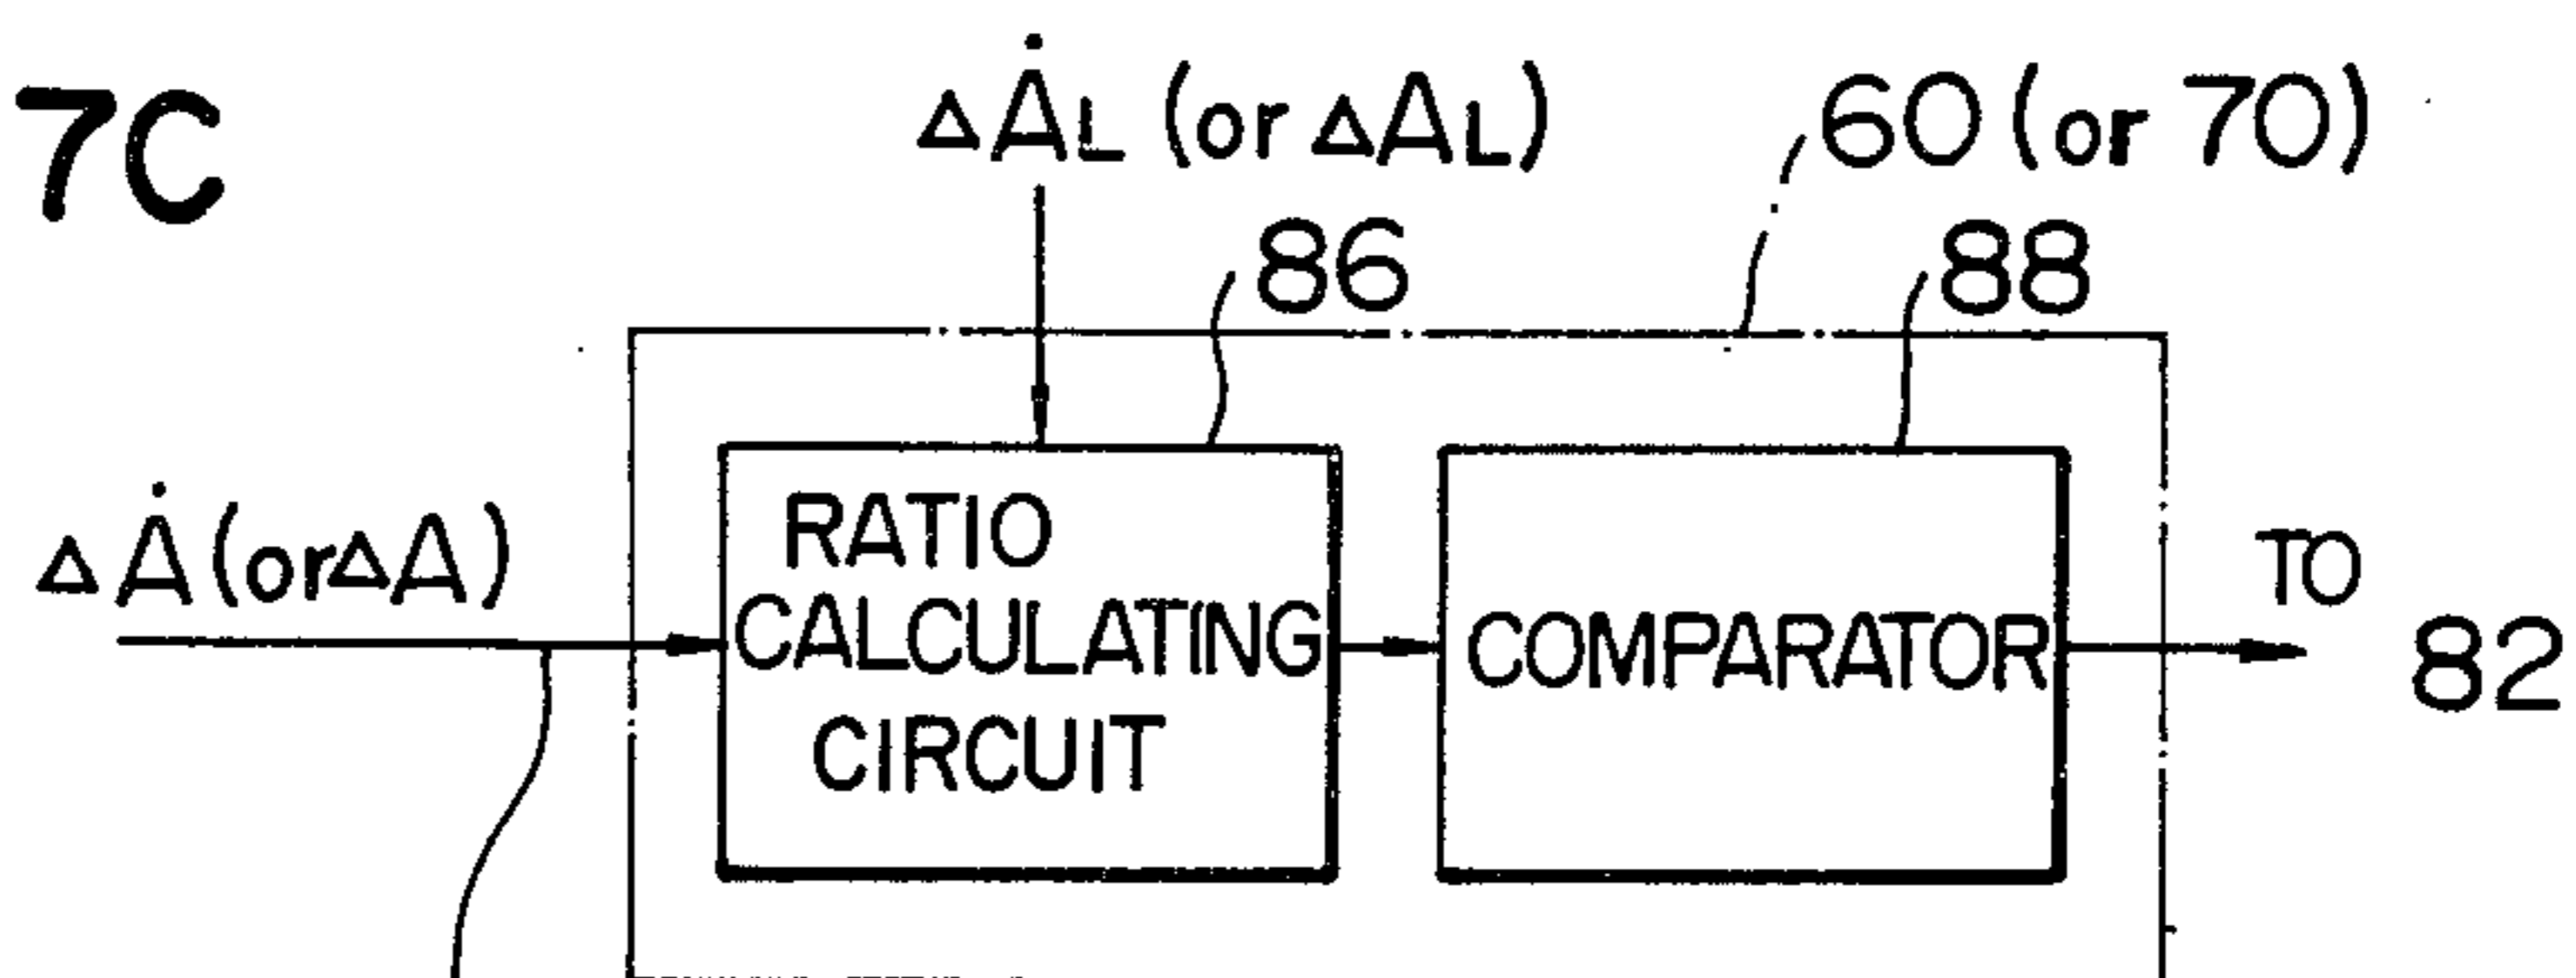 7C
ΔȦL (or ΔAL)
60 (or 70)
86
88
ΔȦ (or ΔA)
RATIO
CALCULATING
CIRCUIT
COMPARATOR
TO
82